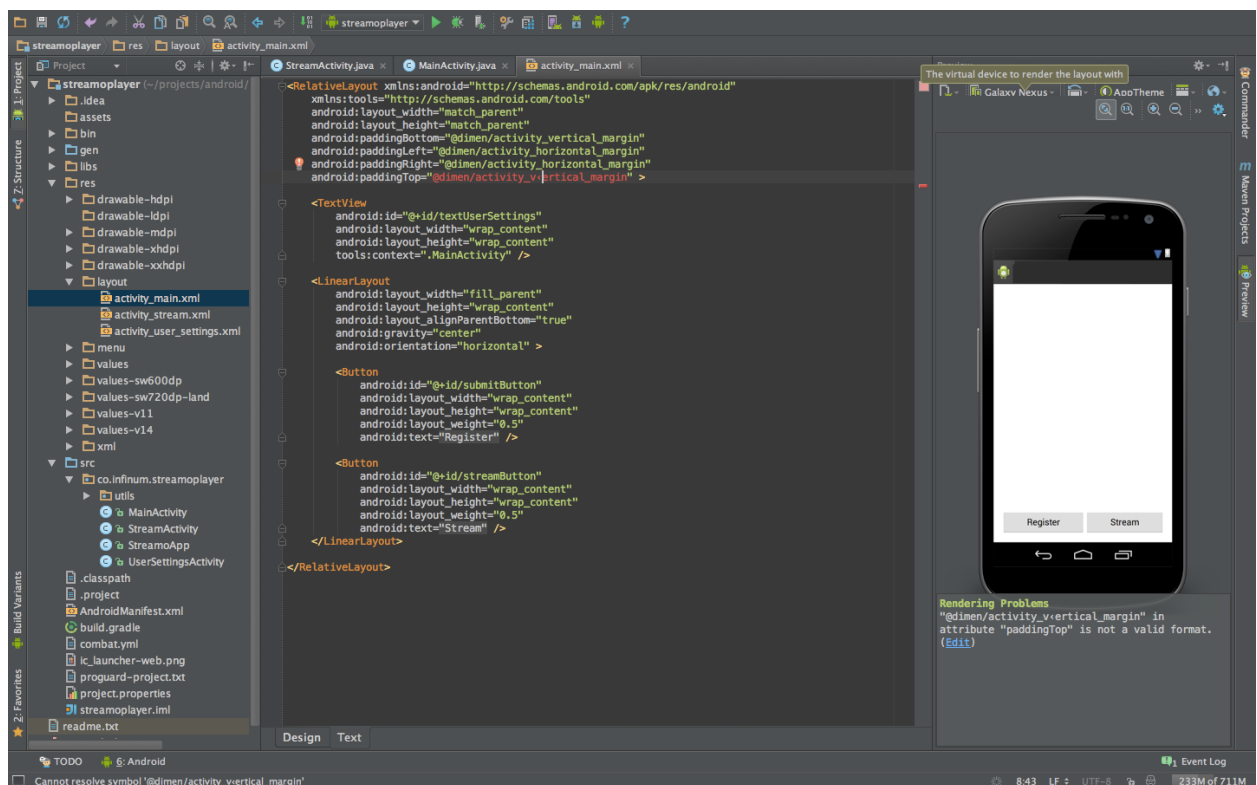 streamoplayer
streamoplayer
res
layout
activity_main.xml
1: Project
Z: Structure
Build Variants
2: Favorites
Project
streamoplayer (~/projects/android/
.idea
assets
bin
gen
libs
res
drawable-hdpi
drawable-ldpi
drawable-mdpi
drawable-xhdpi
drawable-xxhdpi
layout
activity_main.xml
activity_stream.xml
activity_user_settings.xml
menu
values
values-sw600dp
values-sw720dp-land
values-v11
values-v14
xml
src
co.infinum.streamoplayer
utils
MainActivity
StreamActivity
StreamoApp
UserSettingsActivity
.classpath
.project
AndroidManifest.xml
build.gradle
combat.yml
ic_launcher-web.png
proguard-project.txt
project.properties
streamoplayer.iml
readme.txt
StreamActivity.java
MainActivity.java
activity_main.xml
<RelativeLayout xmlns:android="http://schemas.android.com/apk/res/android"
xmlns:tools="http://schemas.android.com/tools"
android:layout_width="match_parent"
android:layout_height="match_parent"
android:paddingBottom="@dimen/activity_vertical_margin"
android:paddingLeft="@dimen/activity_horizontal_margin"
android:paddingRight="@dimen/activity_horizontal_margin"
android:paddingTop="@dimen/activity_v‹ertical_margin" >
<TextView
android:id="@+id/textUserSettings"
android:layout_width="wrap_content"
android:layout_height="wrap_content"
tools:context=".MainActivity" />
<LinearLayout
android:layout_width="fill_parent"
android:layout_height="wrap_content"
android:layout_alignParentBottom="true"
android:gravity="center"
android:orientation="horizontal" >
<Button
android:id="@+id/submitButton"
android:layout_width="wrap_content"
android:layout_height="wrap_content"
android:layout_weight="0.5"
android:text="Register" />
<Button
android:id="@+id/streamButton"
android:layout_width="wrap_content"
android:layout_height="wrap_content"
android:layout_weight="0.5"
android:text="Stream" />
</LinearLayout>
</RelativeLayout>
Design Text
The virtual device to render the layout with
Galaxy Nexus
AppTheme
Register Stream
Rendering Problems
"@dimen/activity_v‹ertical_margin" in
attribute "paddingTop" is not a valid format.
(Edit)
Commander
Maven Projects
Preview
TODO
6: Android
1 Event Log
Cannot resolve symbol '@dimen/activity_v‹ertical_margin'
8:43 LF UTF-8 233M of 711M